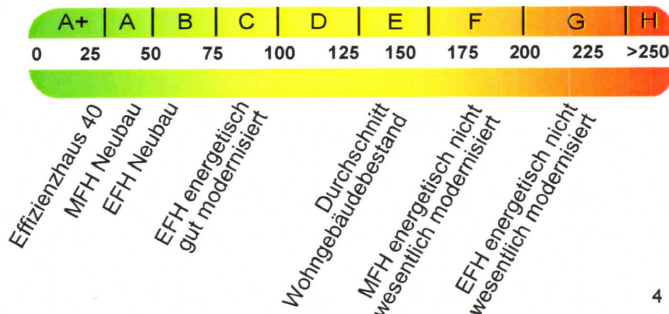 A+ A B C D E F G H
0 25 50 75 100 125 150 175 200 225 >250
Effizienzhaus 40
MFH Neubau
EFH Neubau
EFH energetisch
gut modernisiert
Durchschnitt
Wohngebäudebestand
MFH energetisch nicht
wesentlich modernisiert
EFH energetisch nicht
wesentlich modernisiert
4